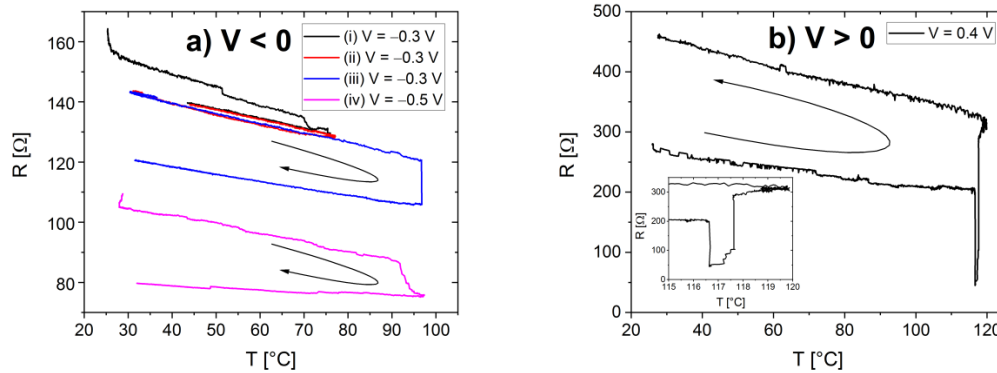 a) V < 0
(i) V = −0.3 V
(ii) V = −0.3 V
(iii) V = −0.3 V
(iv) V = −0.5 V
160
140
120
100
80
R [Ω]
20 30 40 50 60 70 80 90 100
T [°C]
b) V > 0
V = 0.4 V
500
400
300
200
100
0
R [Ω]
20 40 60 80 100 120
T [°C]
300
200
100
0
R [Ω]
115 116 117 118 119 120
T [°C]